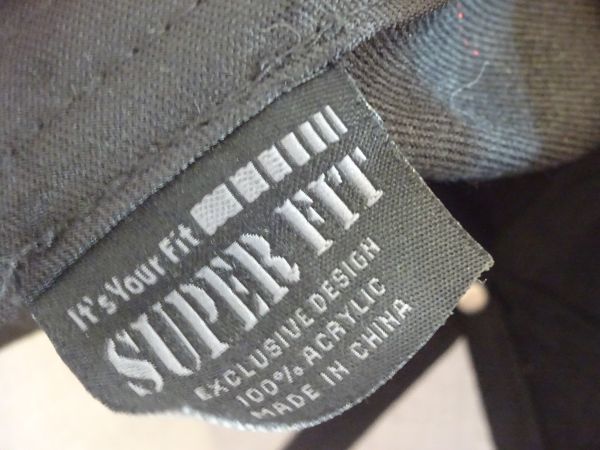 It's Your Fit
SUPER FIT
EXCLUSIVE DESIGN
100% ACRYLIC
MADE IN CHINA